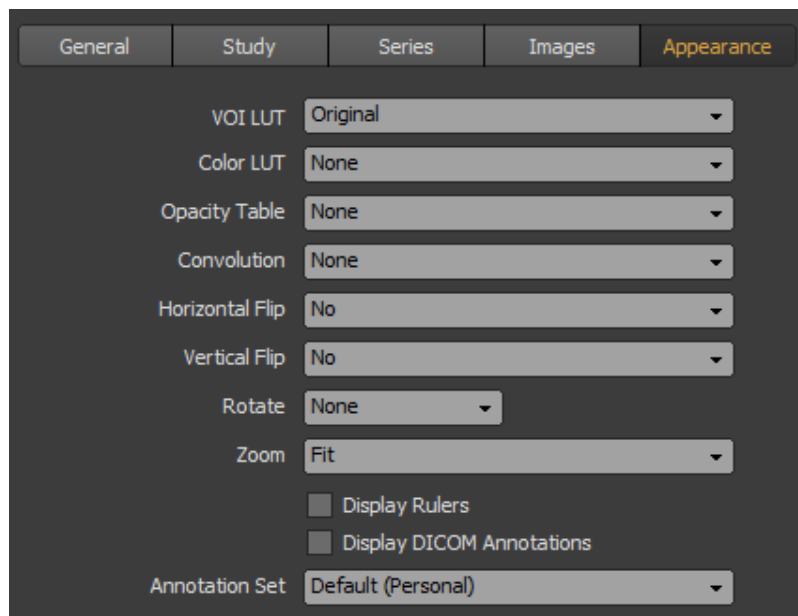 General Study Series Images Appearance
VOI LUT Original
Color LUT None
Opacity Table None
Convolution None
Horizontal Flip No
Vertical Flip No
Rotate None
Zoom Fit
Display Rulers
Display DICOM Annotations
Annotation Set Default (Personal)